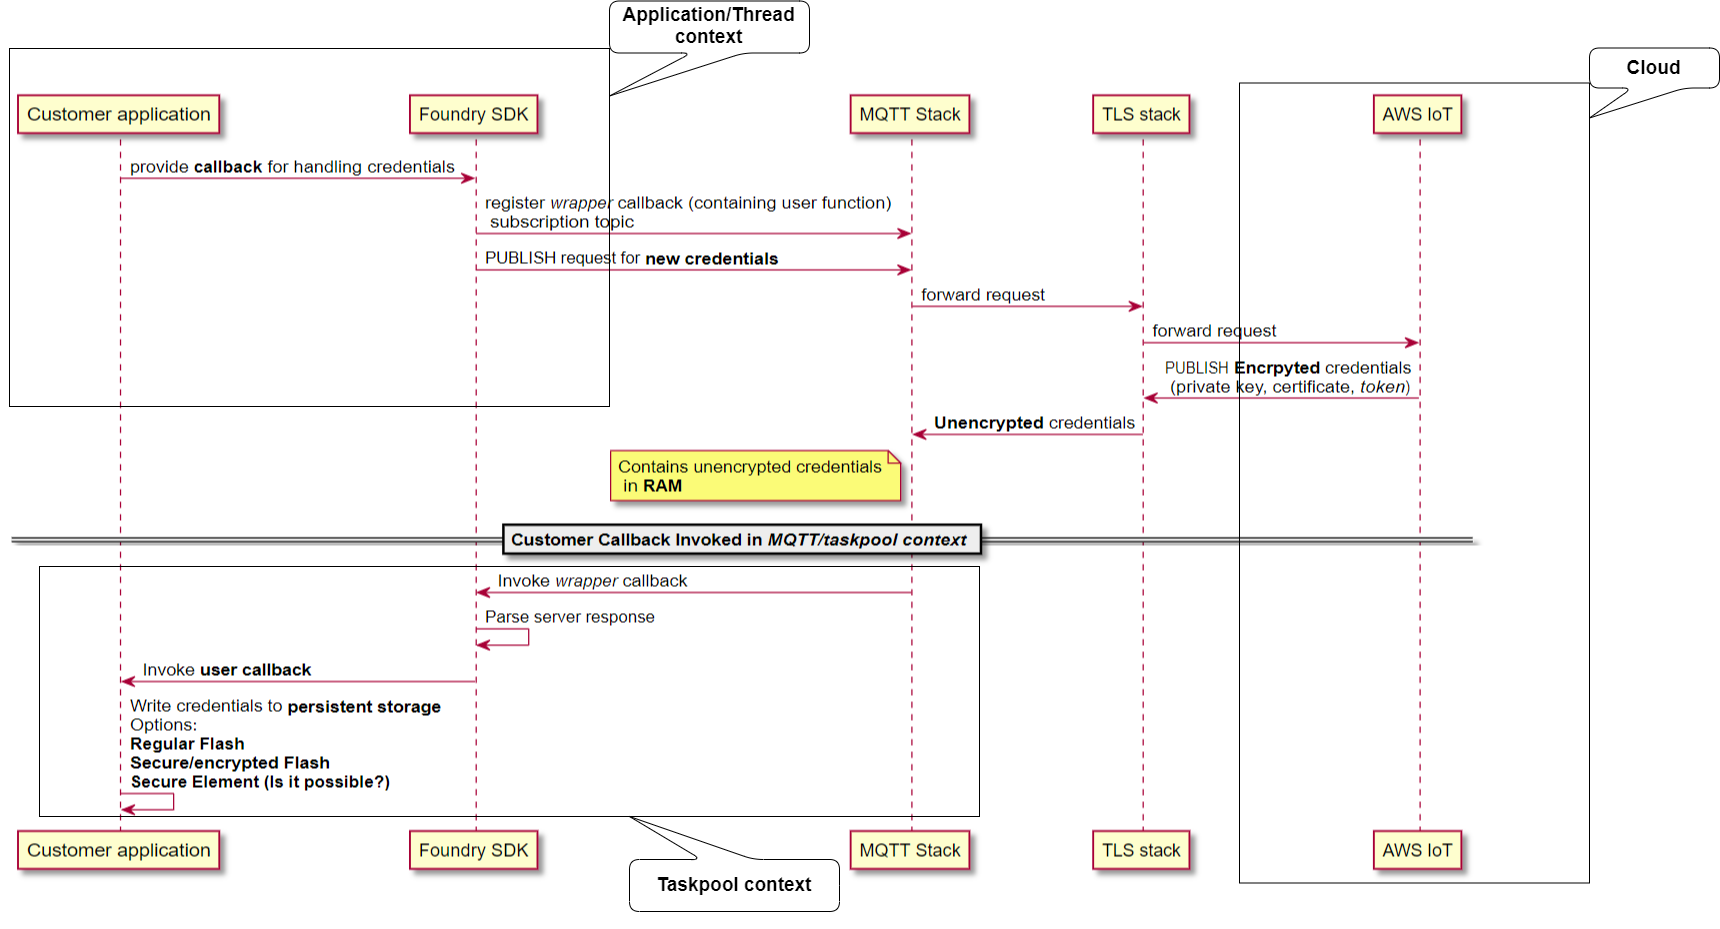 Application/Thread
context
Cloud
Customer application
Foundry SDK
MQTT Stack
TLS stack
AWS IoT
provide callback for handling credentials
register wrapper callback (containing user function)
subscription topic
PUBLISH request for new credentials
forward request
forward request
PUBLISH Encrpyted credentials
(private key, certificate, token)
Unencrypted credentials
Contains unencrypted credentials
in RAM
Customer Callback Invoked in MQTT/taskpool context
Invoke wrapper callback
Parse server response
Invoke user callback
Write credentials to persistent storage
Options:
Regular Flash
Secure/encrypted Flash
Secure Element (Is it possible?)
Customer application
Foundry SDK
MQTT Stack
TLS stack
AWS IoT
Taskpool context